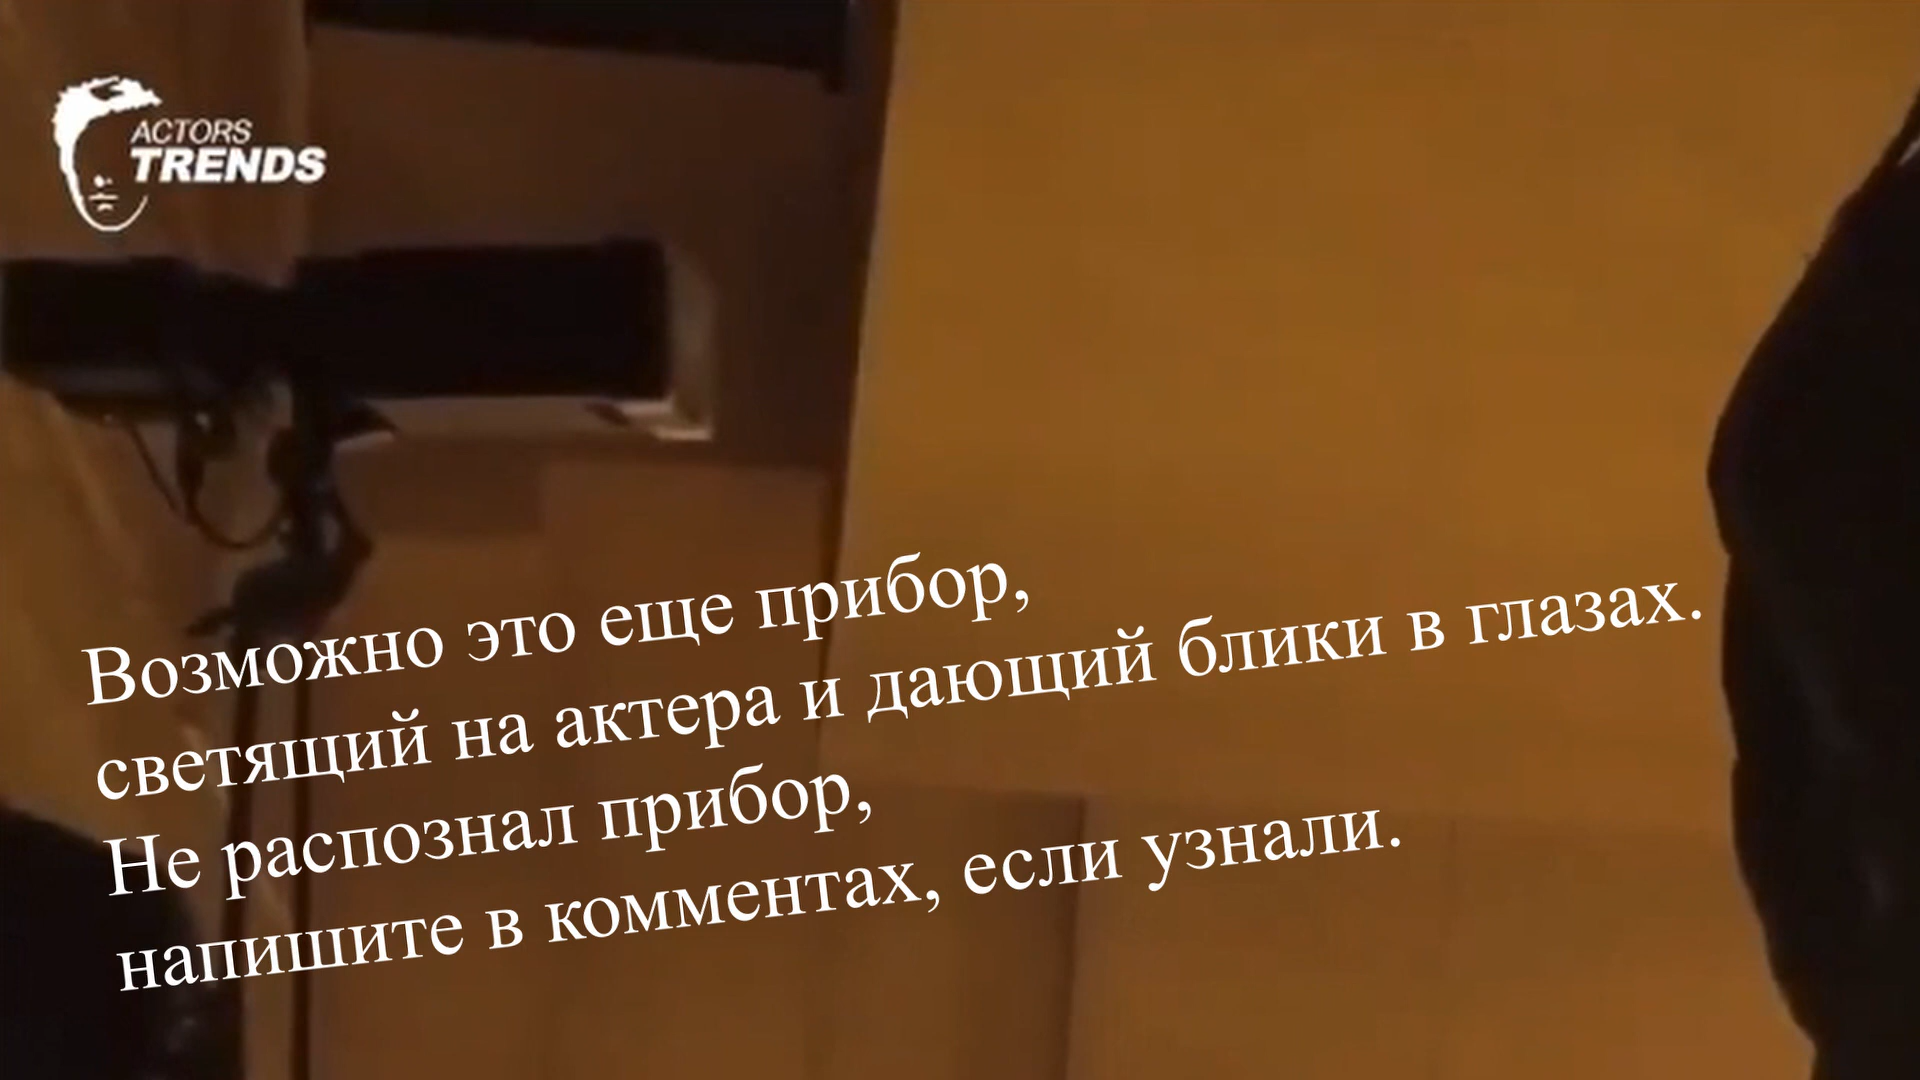 ACTORS
TRENDS
Возможно это еще прибор,
светящий на актера и дающий блики в глазах.
Не распознал прибор,
напишите в комментах, если узнали.